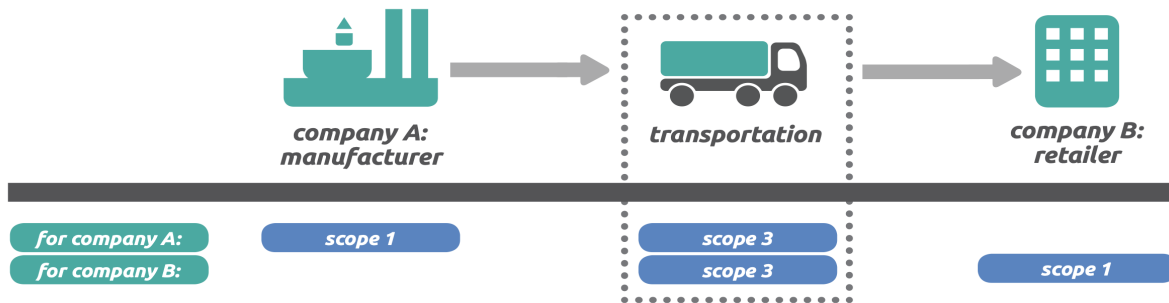 company A:
manufacturer
transportation
company B:
retailer
for company A:
scope 1
scope 3
for company B:
scope 3
scope 1